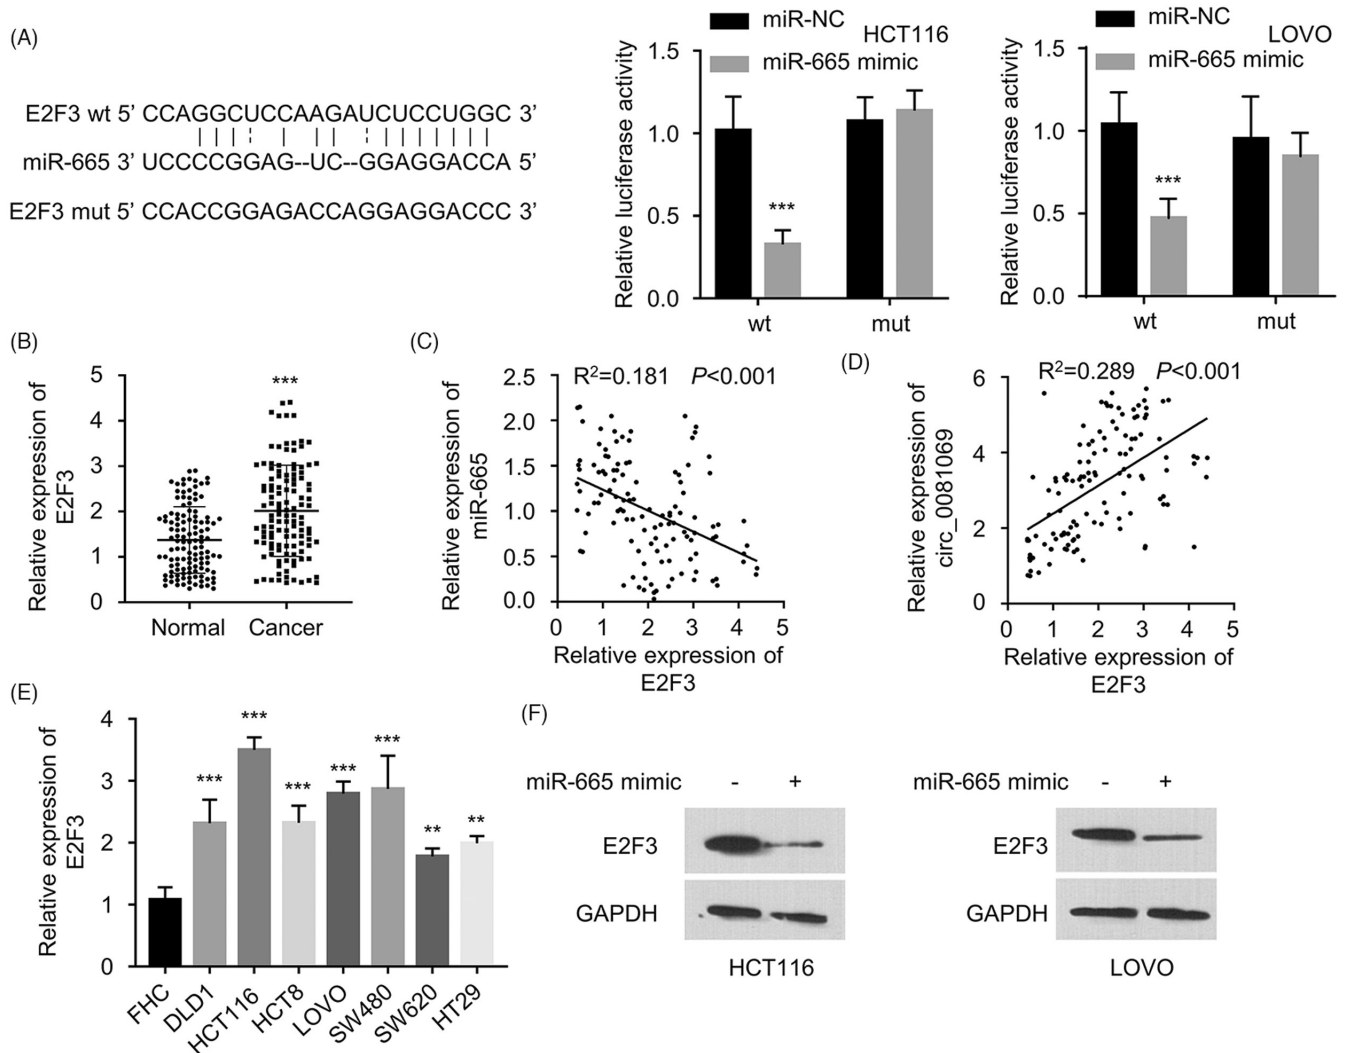 (A)
E2F3 wt 5’ CCAGGCUCCAAGAUCUCCUGGC 3’
miR-665 3’ UCCCCGGAG--UC--GGAGGACCA 5’
E2F3 mut 5’ CCACCGGAGACCAGGAGGACCC 3’
miR-NC
miR-665 mimic
HCT116
Relative luciferase activity
1.5
1.0
0.5
0.0
***
wt
mut
miR-NC
miR-665 mimic
LOVO
Relative luciferase activity
1.5
1.0
0.5
0.0
***
wt
mut
(B)
Relative expression of
E2F3
5
4
3
2
1
0
***
Normal
Cancer
(C)
Relative expression of
miR-665
2.5
2.0
1.5
1.0
0.5
0.0
R²=0.181 P<0.001
0 1 2 3 4 5
Relative expression of
E2F3
(D)
Relative expression of
circ_0081069
6
4
2
0
R²=0.289 P<0.001
0 1 2 3 4 5
Relative expression of
E2F3
(E)
Relative expression of
E2F3
4
3
2
1
0
***
***
***
***
***
**
**
FHC
DLD1
HCT116
HCT8
LOVO
SW480
SW620
HT29
(F)
miR-665 mimic - +
E2F3
GAPDH
HCT116
miR-665 mimic - +
E2F3
GAPDH
LOVO